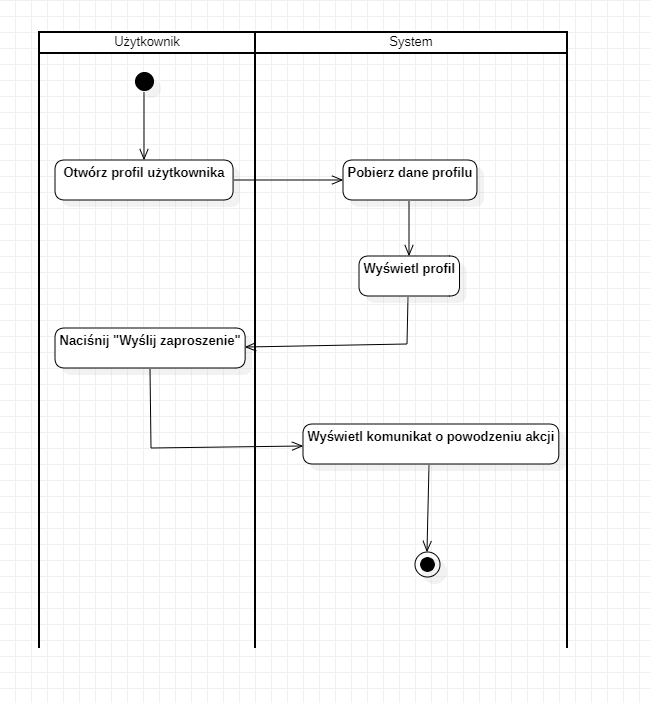 Użytkownik
System
Otwórz profil użytkownika
Pobierz dane profilu
Wyświetl profil
Naciśnij "Wyślij zaproszenie"
Wyświetl komunikat o powodzeniu akcji